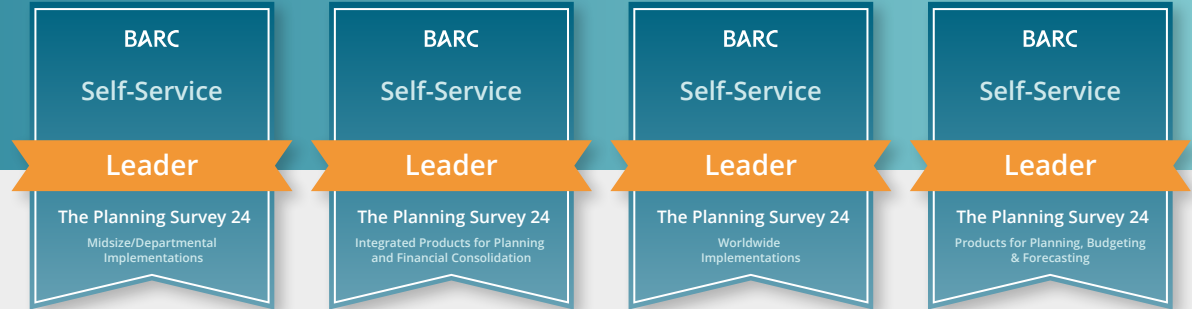 BARC
Self-Service
Leader
The Planning Survey 24
Midsize/Departmental
Implementations
BARC
Self-Service
Leader
The Planning Survey 24
Integrated Products for Planning
and Financial Consolidation
BARC
Self-Service
Leader
The Planning Survey 24
Worldwide
Implementations
BARC
Self-Service
Leader
The Planning Survey 24
Products for Planning, Budgeting
& Forecasting